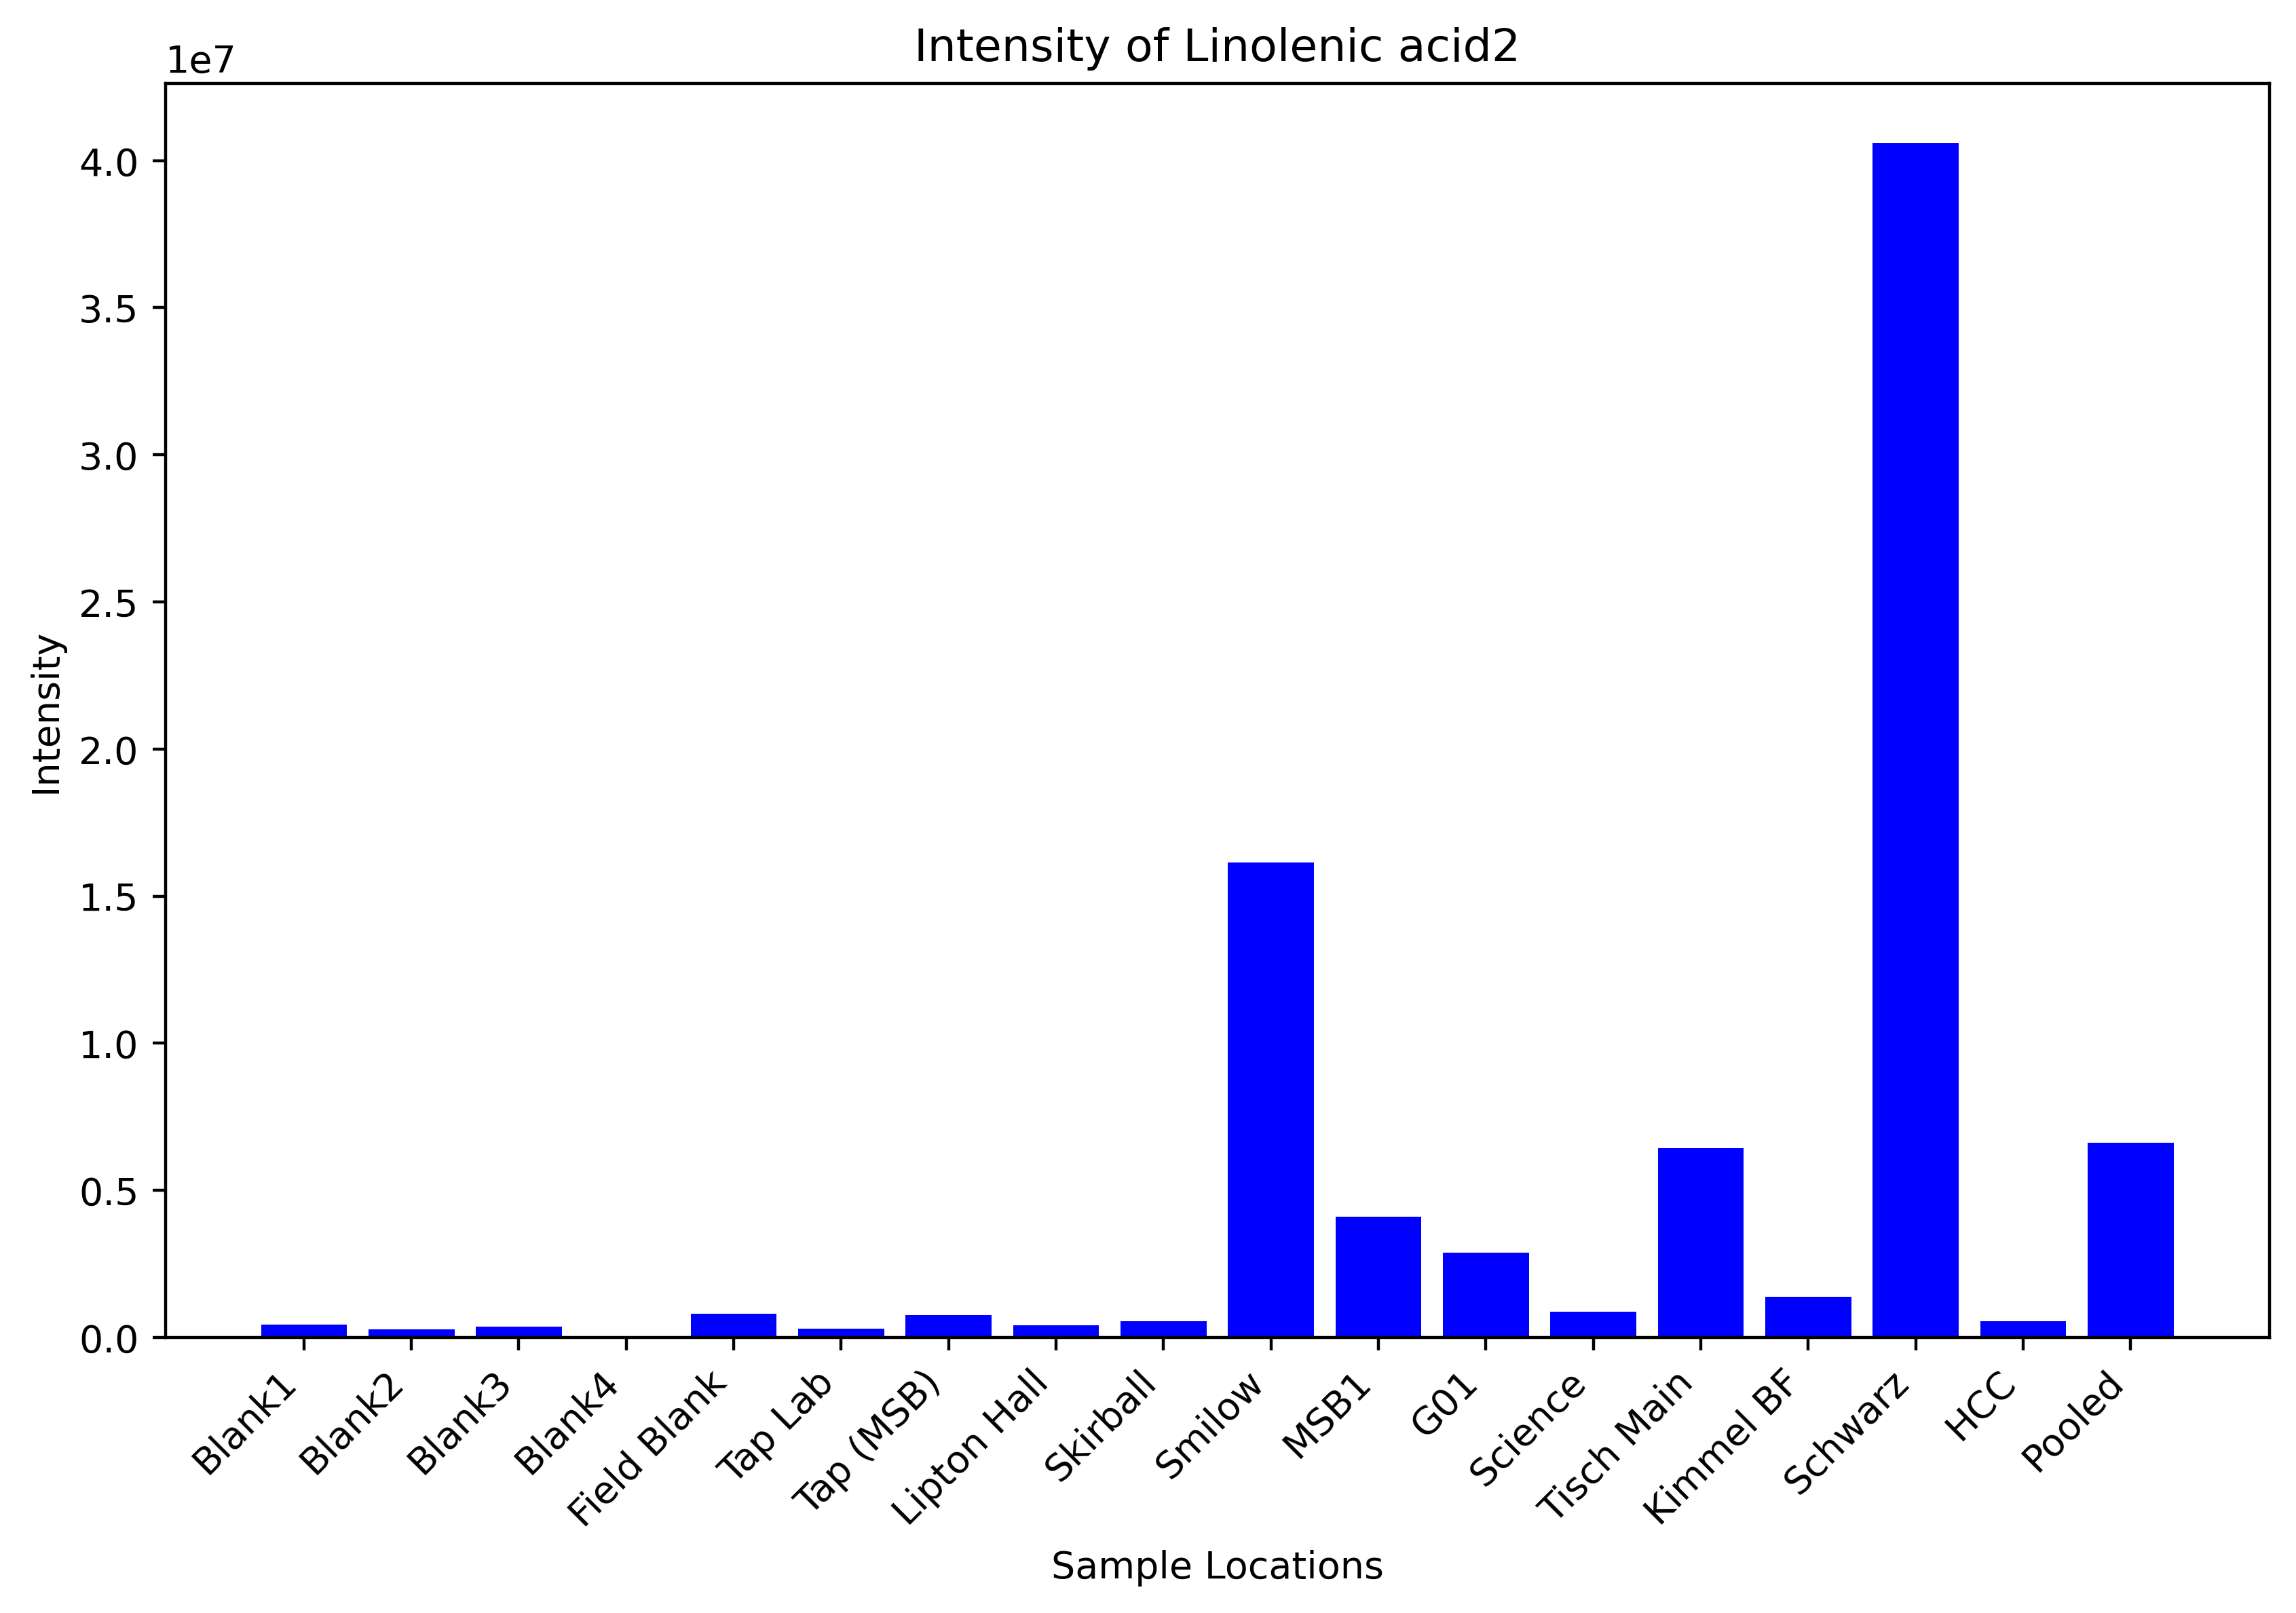 Intensity of Linolenic acid2
1e7
4.0
3.5
3.0
2.5
2.0
1.5
1.0
0.5
0.0
Intensity
Blank1
Blank2
Blank3
Blank4
Field Blank
Tap Lab
Tap (MSB)
Lipton Hall
Skirball
Smilow
MSB1
G01
Science
Tisch Main
Kimmel BF
Schwarz
HCC
Pooled
Sample Locations